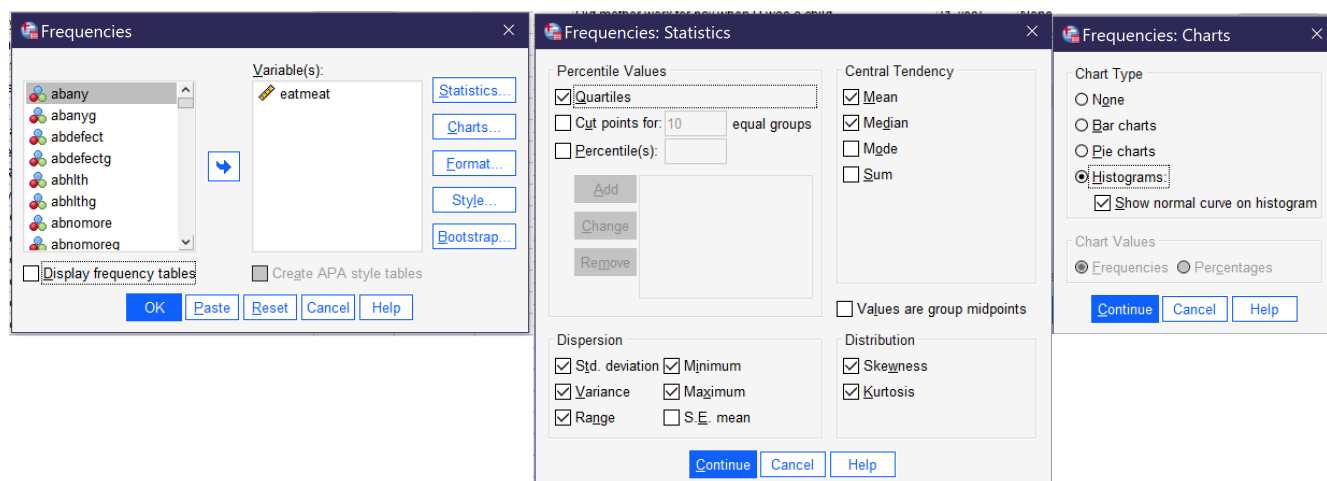 Frequencies
Variable(s):
abany
abanyg
abdefect
abdefectg
abhlth
abhlthg
abnomore
abnomoreg
eatmeat
Statistics...
Charts...
Format...
Style...
Bootstrap...
Display frequency tables
Create APA style tables
OK Paste Reset Cancel Help
Frequencies: Statistics
Percentile Values
Quartiles
Cut points for: 10 equal groups
Percentile(s):
Add
Change
Remove
Central Tendency
Mean
Median
Mode
Sum
Values are group midpoints
Dispersion
Std. deviation Minimum
Variance Maximum
Range S.E. mean
Distribution
Skewness
Kurtosis
Continue Cancel Help
Frequencies: Charts
Chart Type
None
Bar charts
Pie charts
Histograms:
Show normal curve on histogram
Chart Values
Frequencies Percentages
Continue Cancel Help